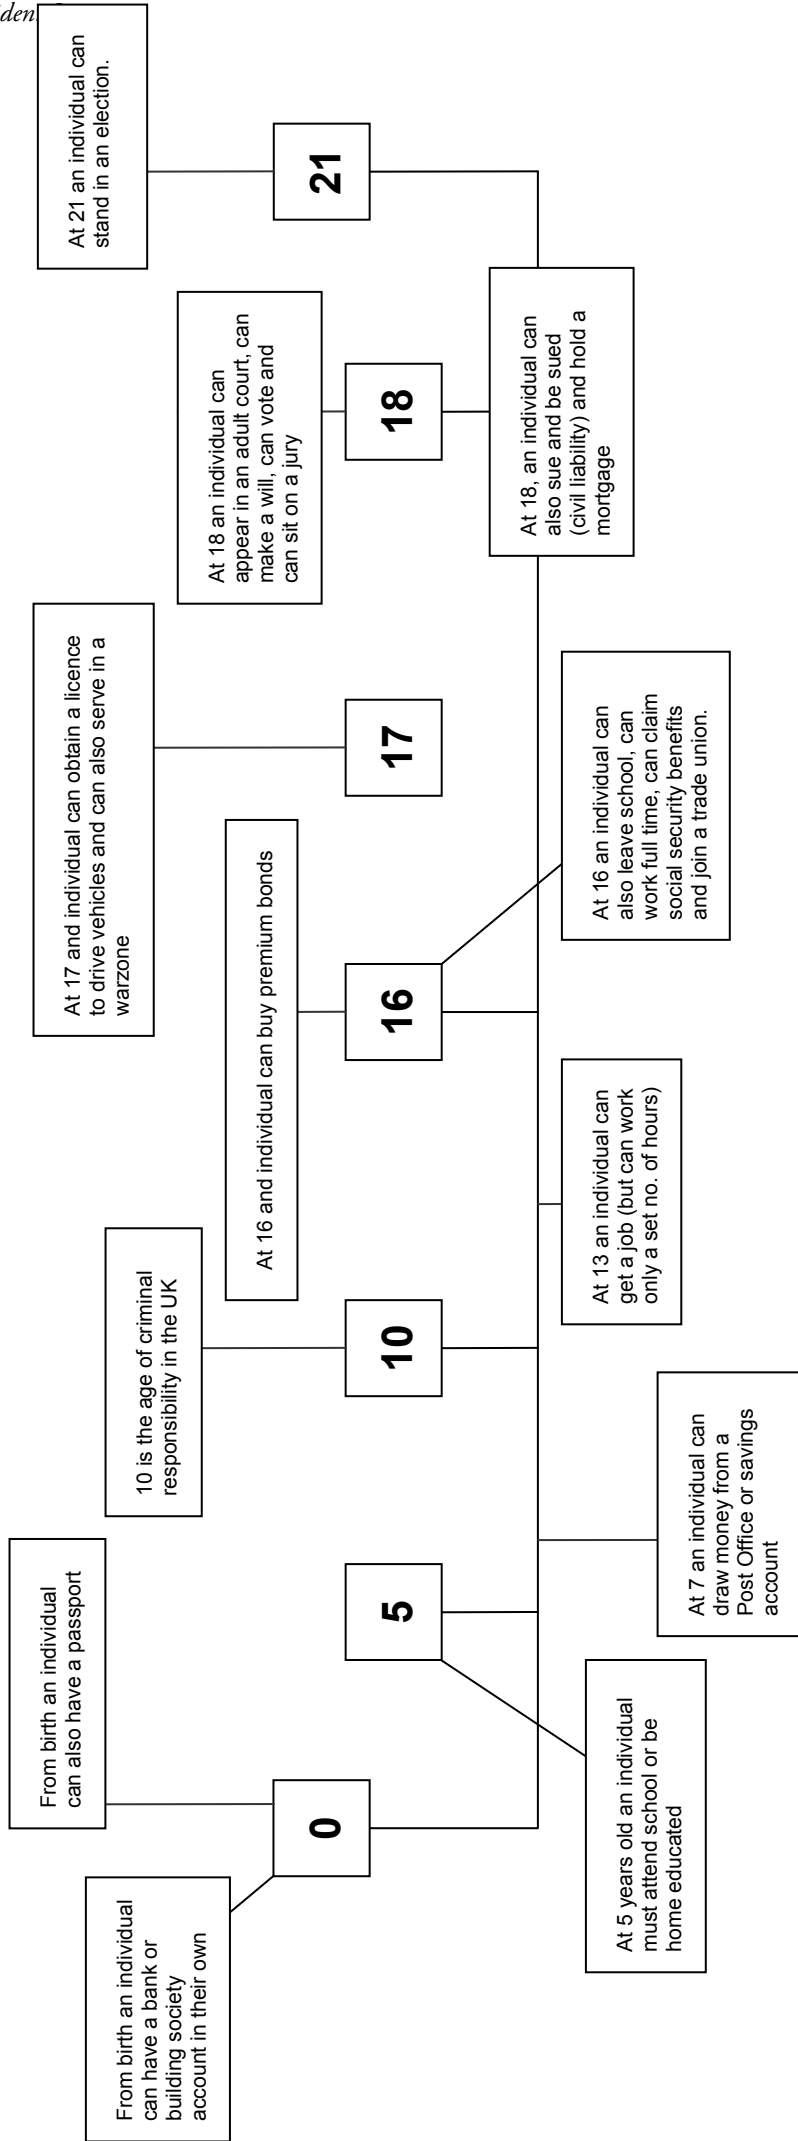 From birth an individual
can have a bank or
building society
account in their own
From birth an individual
can also have a passport
0
At 5 years old an individual
must attend school or be
home educated
5
At 7 an individual can
draw money from a
Post Office or savings
account
10 is the age of criminal
responsibility in the UK
10
At 13 an individual can
get a job (but can work
only a set no. of hours)
At 16 and individual can buy premium bonds
16
At 16 an individual can
also leave school, can
work full time, can claim
social security benefits
and join a trade union.
At 17 and individual can obtain a licence
to drive vehicles and can also serve in a
warzone
17
At 18 an individual can
appear in an adult court, can
make a will, can vote and
can sit on a jury
18
At 18, an individual can
also sue and be sued
(civil liability) and hold a
mortgage
At 21 an individual can
stand in an election.
21